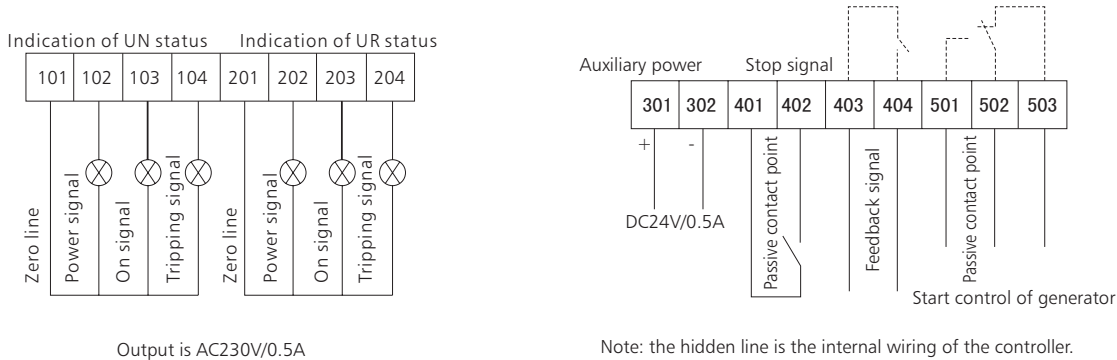 Indication of UN status
Indication of UR status
101 102 103 104 201 202 203 204
Zero line
Power signal
On signal
Tripping signal
Zero line
Power signal
On signal
Tripping signal
Output is AC230V/0.5A
Auxiliary power
Stop signal
301 302 401 402 403 404 501 502 503
+ -
DC24V/0.5A
Passive contact point
Feedback signal
Passive contact point
Start control of generator
Note: the hidden line is the internal wiring of the controller.